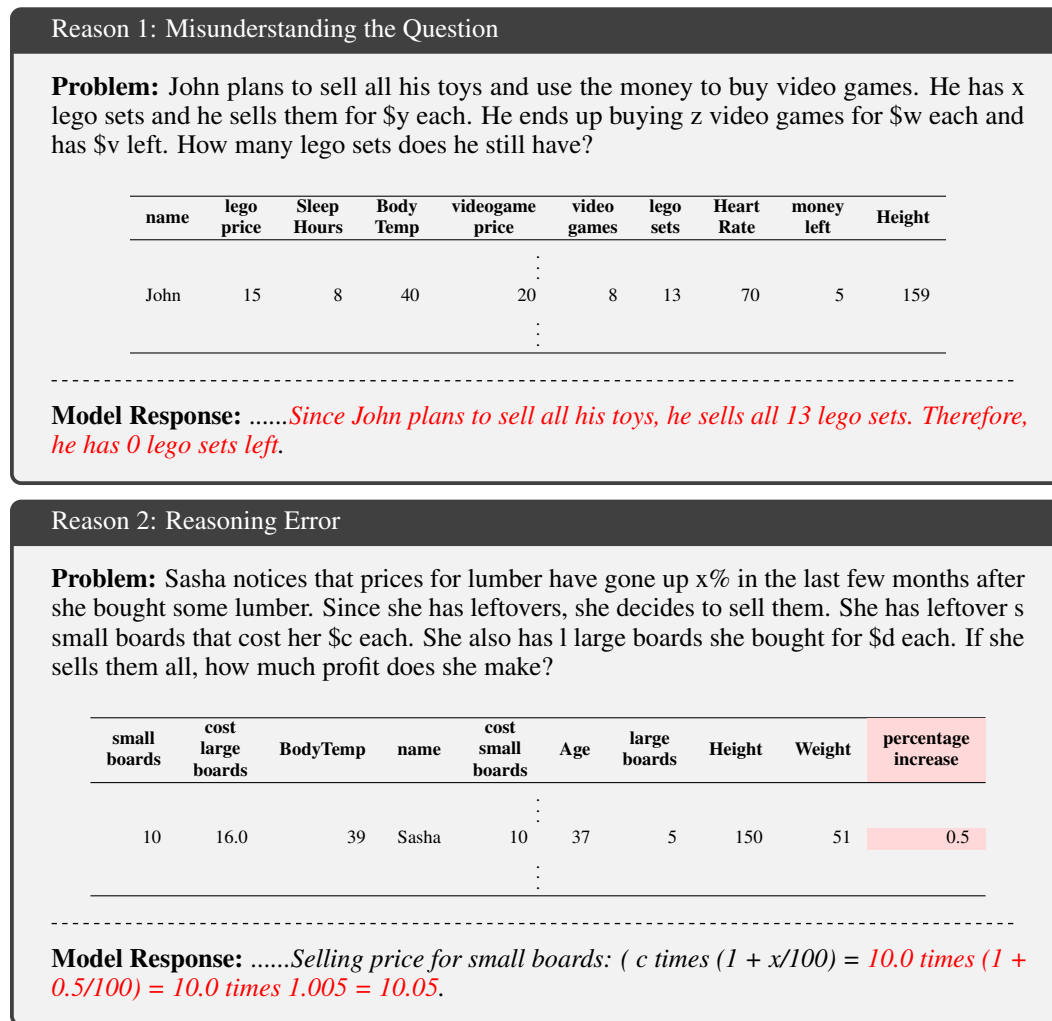 Reason 1: Misunderstanding the Question
Problem: John plans to sell all his toys and use the money to buy video games. He has x
lego sets and he sells them for $y each. He ends up buying z video games for $w each and
has $v left. How many lego sets does he still have?
name lego price Sleep Hours Body Temp videogame price video games lego sets Heart Rate money left Height
⋮
John 15 8 40 20 8 13 70 5 159
⋮
Model Response: ......Since John plans to sell all his toys, he sells all 13 lego sets. Therefore,
he has 0 lego sets left.
Reason 2: Reasoning Error
Problem: Sasha notices that prices for lumber have gone up x% in the last few months after
she bought some lumber. Since she has leftovers, she decides to sell them. She has leftover s
small boards that cost her $c each. She also has l large boards she bought for $d each. If she
sells them all, how much profit does she make?
small boards cost large boards BodyTemp name cost small boards Age large boards Height Weight percentage increase
⋮
10 16.0 39 Sasha 10 37 5 150 51 0.5
⋮
Model Response: ......Selling price for small boards: ( c times (1 + x/100) = 10.0 times (1 +
0.5/100) = 10.0 times 1.005 = 10.05.